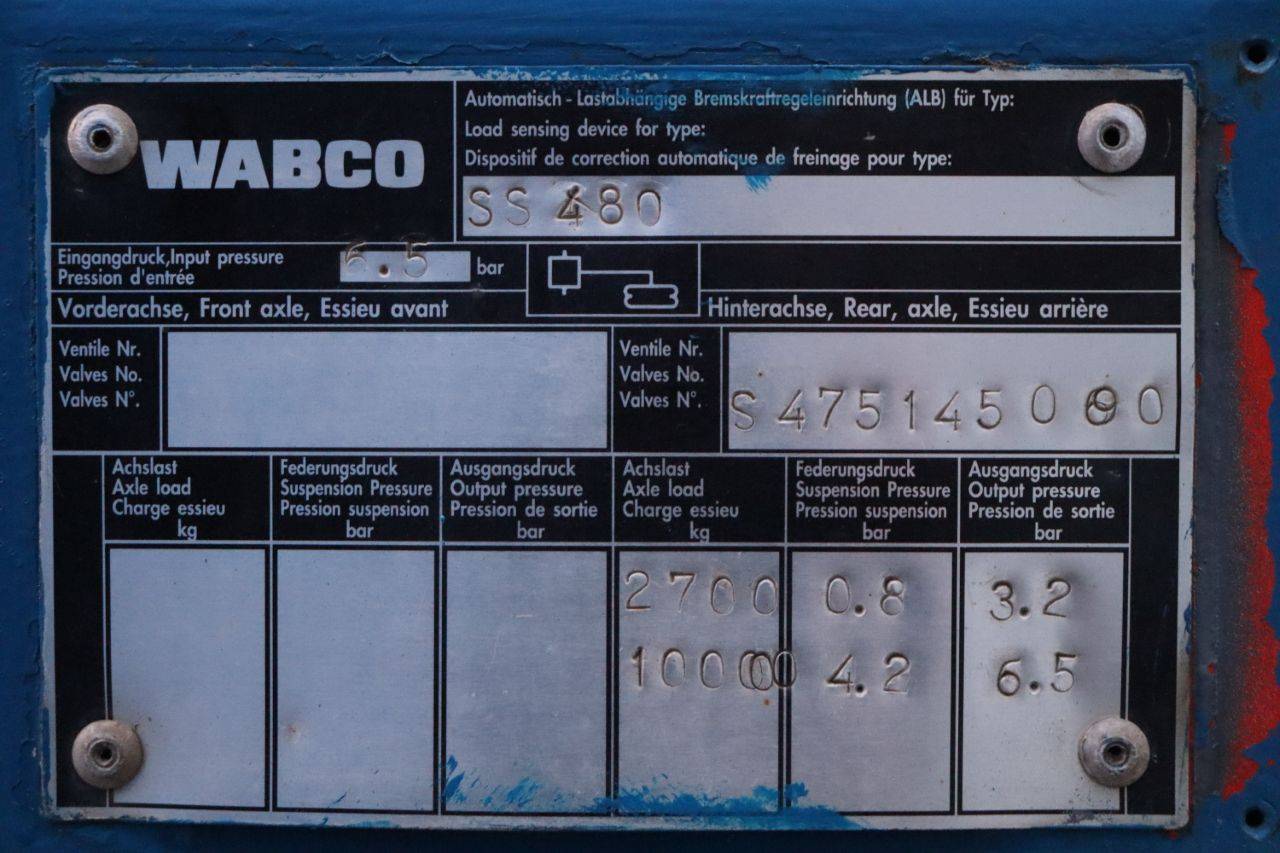 WABCO
Automatisch - Lastabhängige Bremskraftregeleinrichtung (ALB) für Typ:
Load sensing device for type:
Dispositif de correction automatique de freinage pour type:
SS 480
Eingangdruck,Input pressure
Pression d'entrée
6.5 bar
Vorderachse, Front axle, Essieu avant
Hinterachse, Rear, axle, Essieu arrière
Ventile Nr.
Valves No.
Valves N°.
Ventile Nr.
Valves No.
Valves N°.
S 475145 0
Achslast
Axle load
Charge essieu
kg
Federungsdruck
Suspension Pressure
Pression suspension
bar
Ausgangsdruck
Output pressure
Pression de sortie
bar
Achslast
Axle load
Charge essieu
kg
Federungsdruck
Suspension Pressure
Pression suspension
bar
Ausgangsdruck
Output pressure
Pression de sortie
bar
2700 0.8 3.2
4.2 6.5